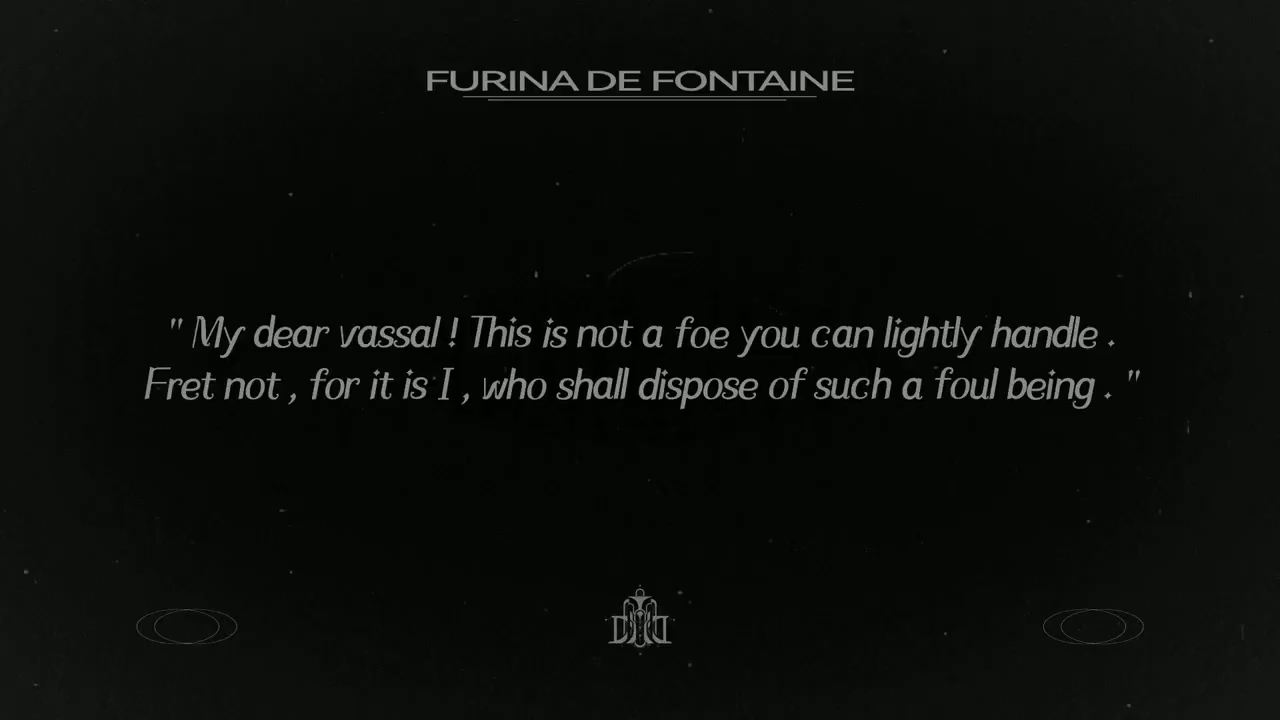 FURINA DE FONTAINE
" My dear vassal ! This is not a foe you can lightly handle .
Fret not , for it is I , who shall dispose of such a foul being . "